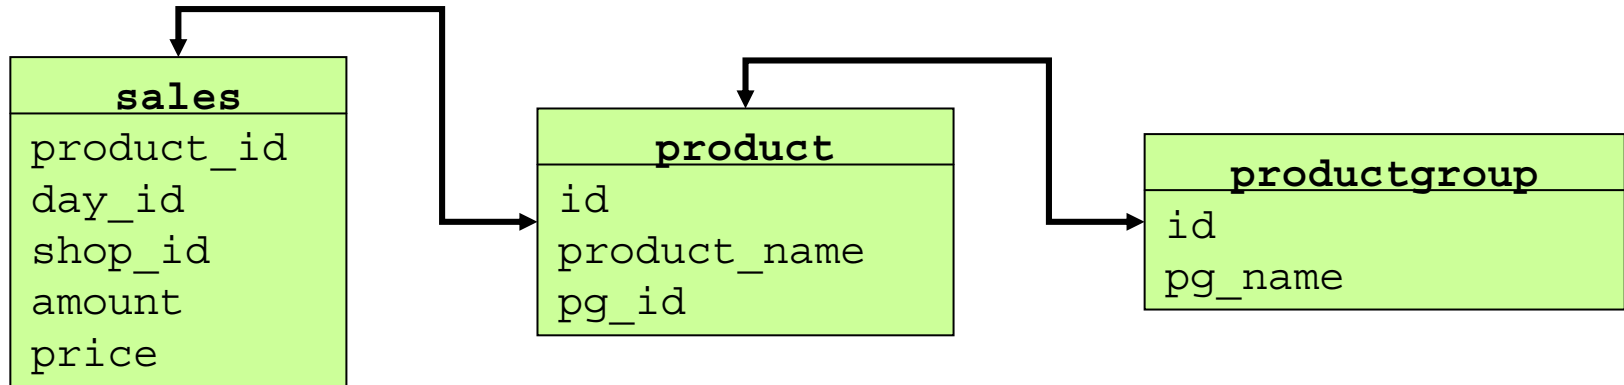 sales
product_id
day_id
shop_id
amount
price
product
id
product_name
pg_id
productgroup
id
pg_name